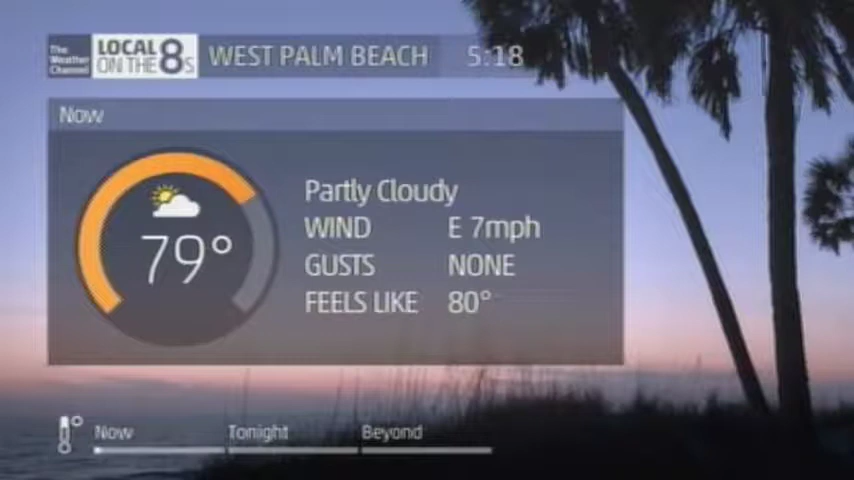 The Weather Channel
LOCAL ON THE 8s
WEST PALM BEACH 5:18
Now
79°
Partly Cloudy
WIND E 7mph
GUSTS NONE
FEELS LIKE 80°
Now Tonight Beyond